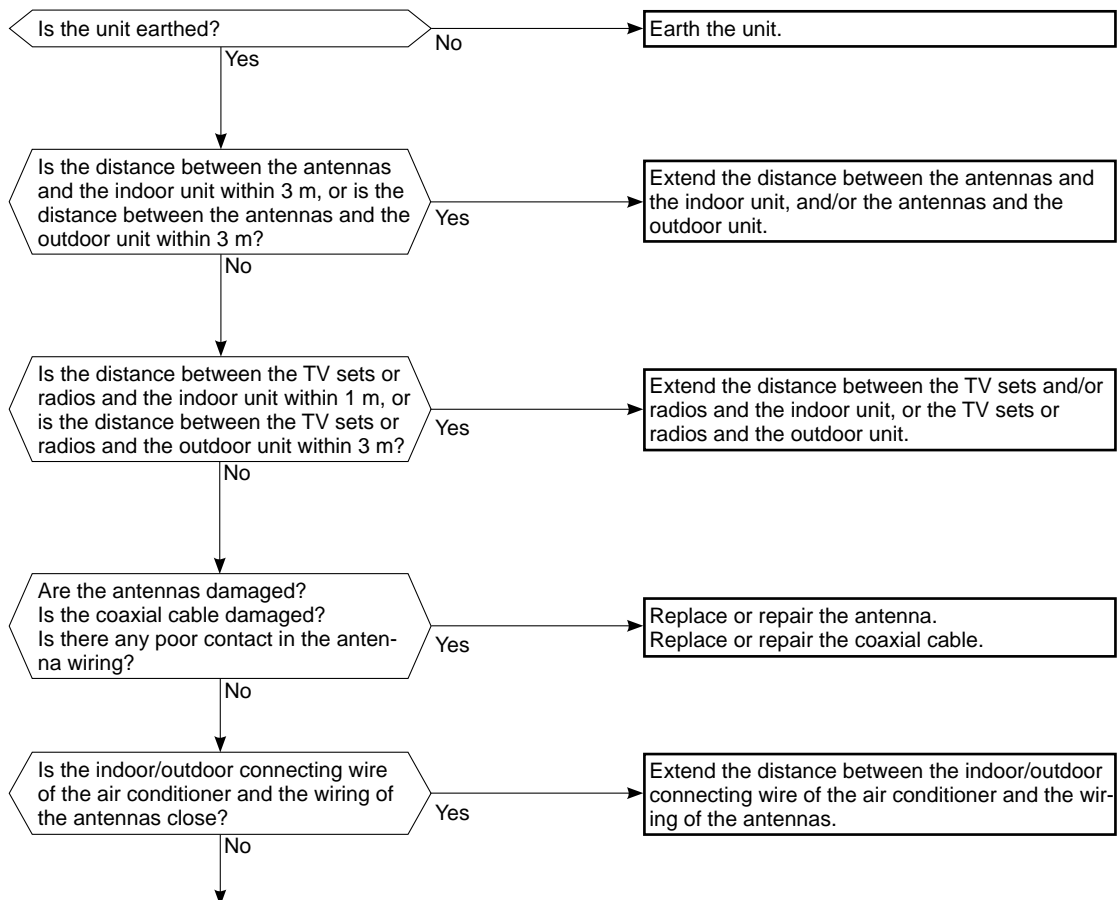 Is the unit earthed?
No
Earth the unit.
Yes
Is the distance between the antennas
and the indoor unit within 3 m, or is the
distance between the antennas and the
outdoor unit within 3 m?
Yes
Extend the distance between the antennas and
the indoor unit, and/or the antennas and the
outdoor unit.
No
Is the distance between the TV sets or
radios and the indoor unit within 1 m, or
is the distance between the TV sets or
radios and the outdoor unit within 3 m?
Yes
Extend the distance between the TV sets and/or
radios and the indoor unit, or the TV sets or
radios and the outdoor unit.
No
Are the antennas damaged?
Is the coaxial cable damaged?
Is there any poor contact in the anten-
na wiring?
Yes
Replace or repair the antenna.
Replace or repair the coaxial cable.
No
Is the indoor/outdoor connecting wire
of the air conditioner and the wiring of
the antennas close?
Yes
Extend the distance between the indoor/outdoor
connecting wire of the air conditioner and the wir-
ing of the antennas.
No